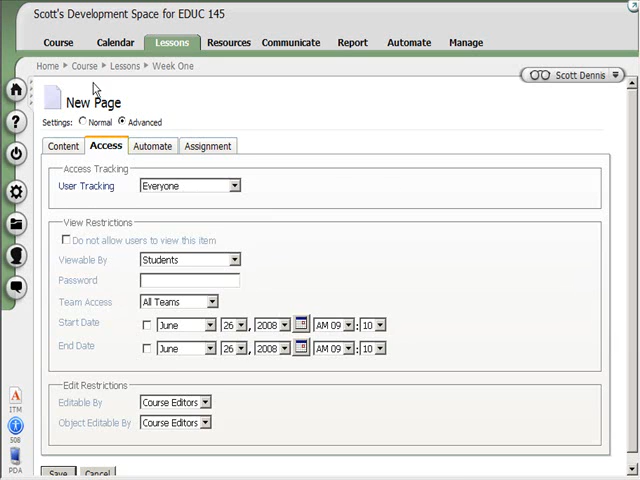 Scott's Development Space for EDUC 145
Course Calendar Lessons Resources Communicate Report Automate Manage
Home Course Lessons Week One
Scott Dennis
New Page
Settings: Normal Advanced
Content Access Automate Assignment
Access Tracking
User Tracking Everyone
View Restrictions
Do not allow users to view this item
Viewable By Students
Password
Team Access All Teams
Start Date June 26, 2008 AM 09:10
End Date June 26, 2008 AM 09:10
Edit Restrictions
Editable By Course Editors
Object Editable By Course Editors
ITM
508
PDA
Save Cancel